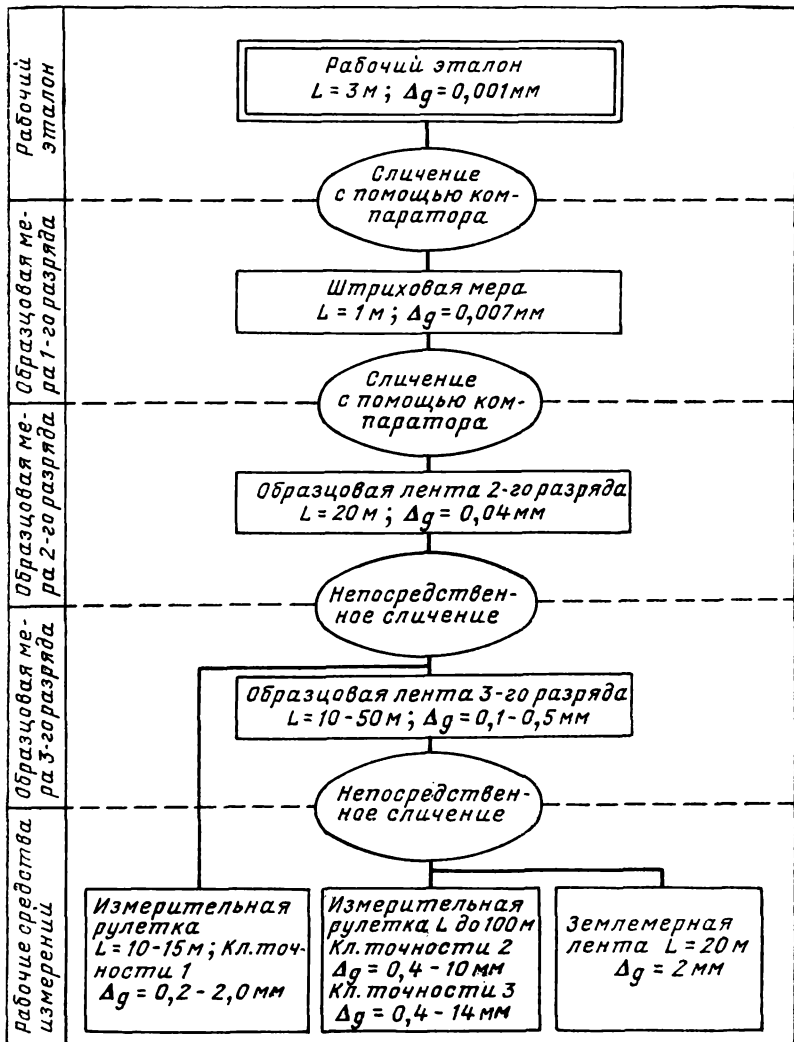 Рабочий
эталон
Рабочий эталон
L = 3 м ; Δg = 0,001 мм
Сличение
с помощью ком-
паратора
Образцовая ме-
ра 1-го разряда
Штриховая мера
L = 1 м ; Δg = 0,007 мм
Сличение
с помощью ком-
паратора
Образцовая ме-
ра 2-го разряда
Образцовая лента 2-го разряда
L = 20 м ; Δg = 0,04 мм
Непосредствен-
ное сличение
Образцовая ме-
ра 3-го разряда
Образцовая лента 3-го разряда
L = 10 - 50 м ; Δg = 0,1 - 0,5 мм
Непосредствен-
ное сличение
Рабочие средства
измерений
Измерительная
рулетка
L = 10 - 15 м ; Кл. точ-
ности 1
Δg = 0,2 - 2,0 мм
Измерительная
рулетка L до 100 м
Кл. точности 2
Δg = 0,4 - 10 мм
Кл. точности 3
Δg = 0,4 - 14 мм
Землемерная
лента L = 20 м
Δg = 2 мм